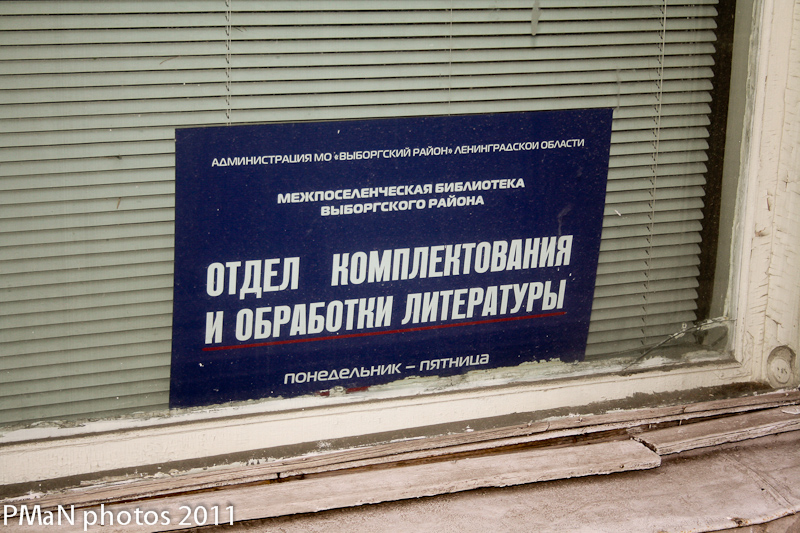 АДМИНИСТРАЦИЯ МО «ВЫБОРГСКИЙ РАЙОН» ЛЕНИНГРАДСКОЙ ОБЛАСТИ
МЕЖПОСЕЛЕНЧЕСКАЯ БИБЛИОТЕКА
ВЫБОРГСКОГО РАЙОНА
ОТДЕЛ КОМПЛЕКТОВАНИЯ
И ОБРАБОТКИ ЛИТЕРАТУРЫ
ПОНЕДЕЛЬНИК – ПЯТНИЦА
PMaN photos 2011